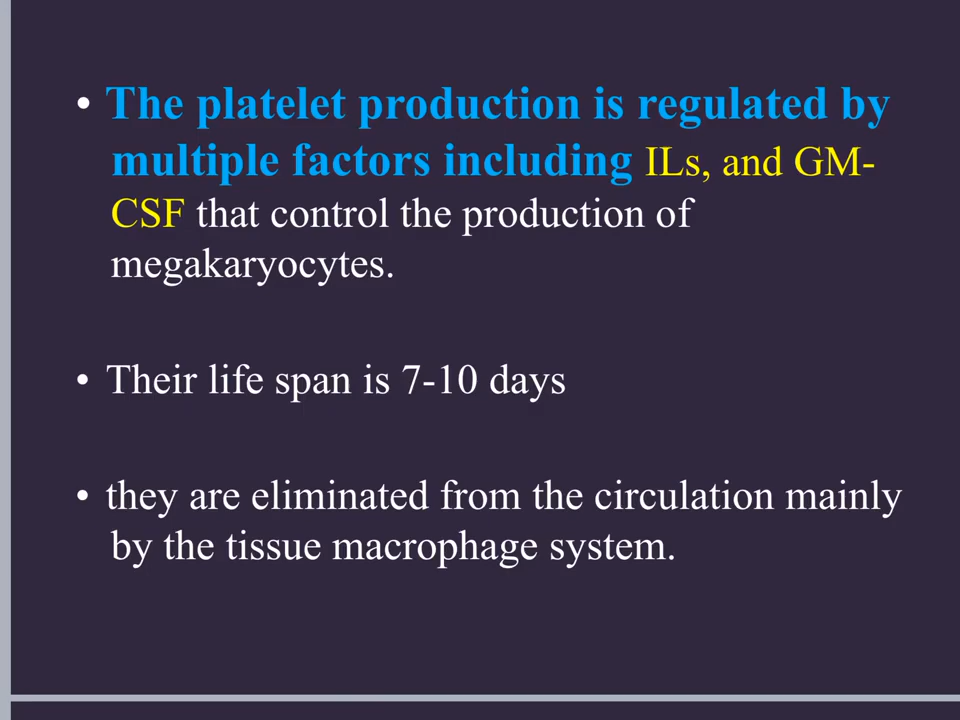 • The platelet production is regulated by
multiple factors including ILs, and GM-
CSF that control the production of
megakaryocytes.
• Their life span is 7-10 days
• they are eliminated from the circulation mainly
by the tissue macrophage system.